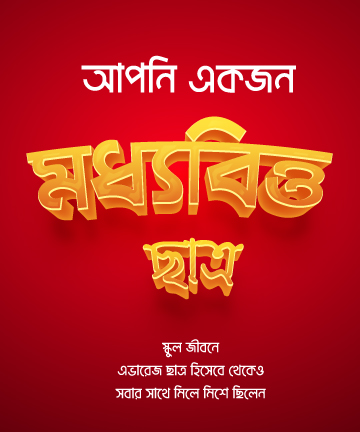 আপনি একজন
মধ্যবিত্ত
ছাত্র
স্কুল জীবনে
এভারেজ ছাত্র হিসেবে থেকেও
সবার সাথে মিলে মিশে ছিলেন